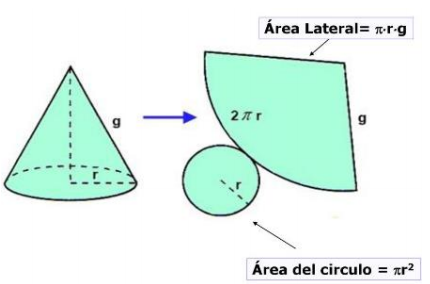 Área Lateral= π·r·g
g
r
2 π r
g
r
Área del circulo = πr²